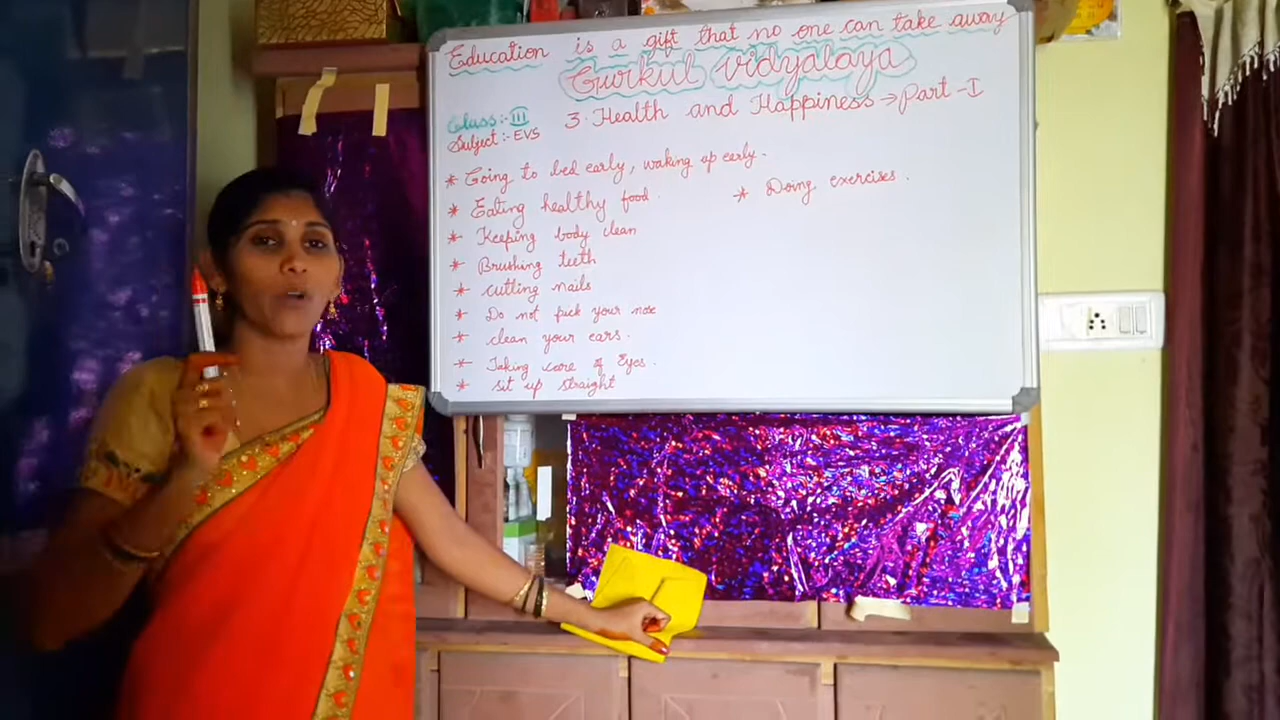 Education is a gift that no one can take away
Gurkul vidyalaya
Class:- III
Subject:- EVS
3. Health and Happiness → Part - I
* Going to bed early, waking up early.
* Eating healthy food.
* Keeping body clean
* Brushing teeth
* cutting nails
* Do not pick your nose
* clean your ears.
* Taking care of Eyes.
* sit up straight
* Doing exercises.